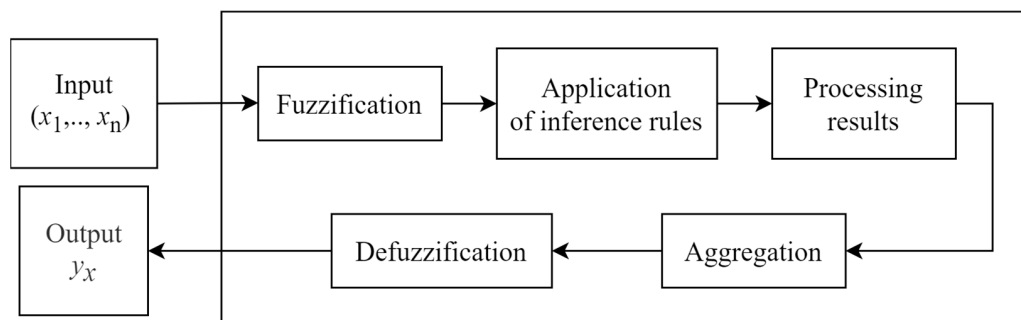 Input
(x₁,.., xₙ)
Fuzzification
Application
of inference rules
Processing
results
Aggregation
Defuzzification
Output
yₓ